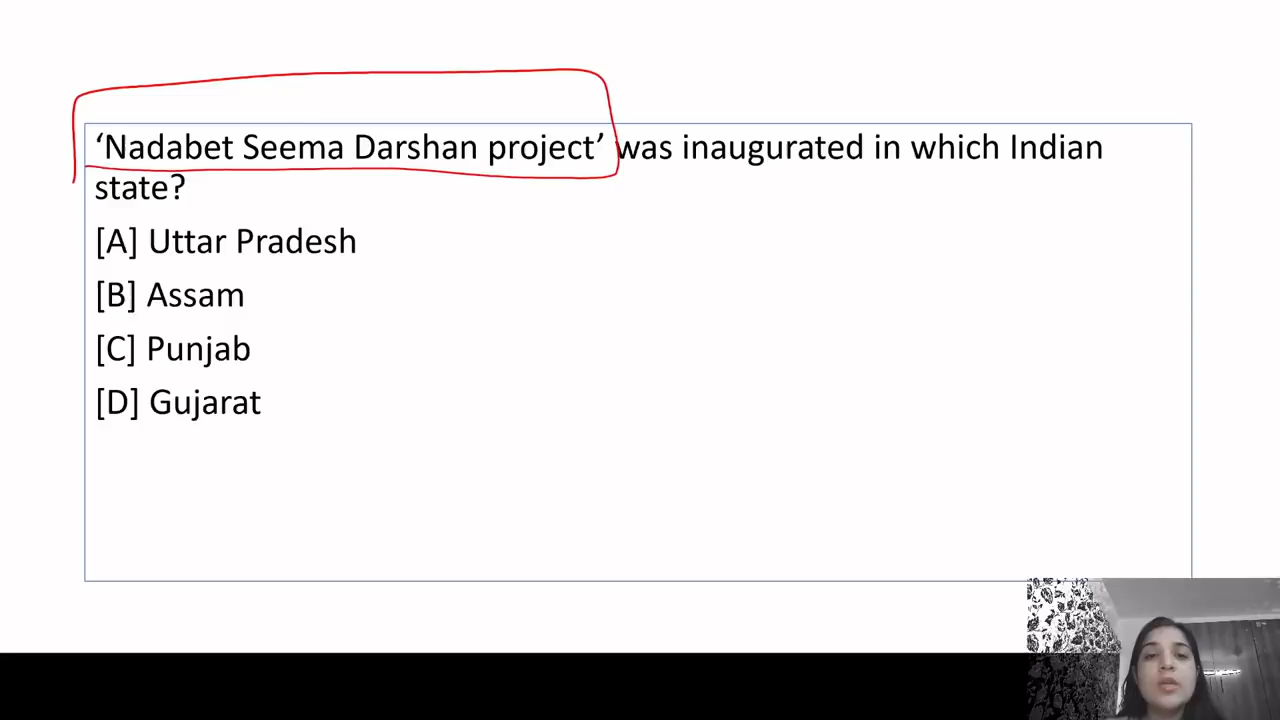 ‘Nadabet Seema Darshan project’ was inaugurated in which Indian
state?
[A] Uttar Pradesh
[B] Assam
[C] Punjab
[D] Gujarat